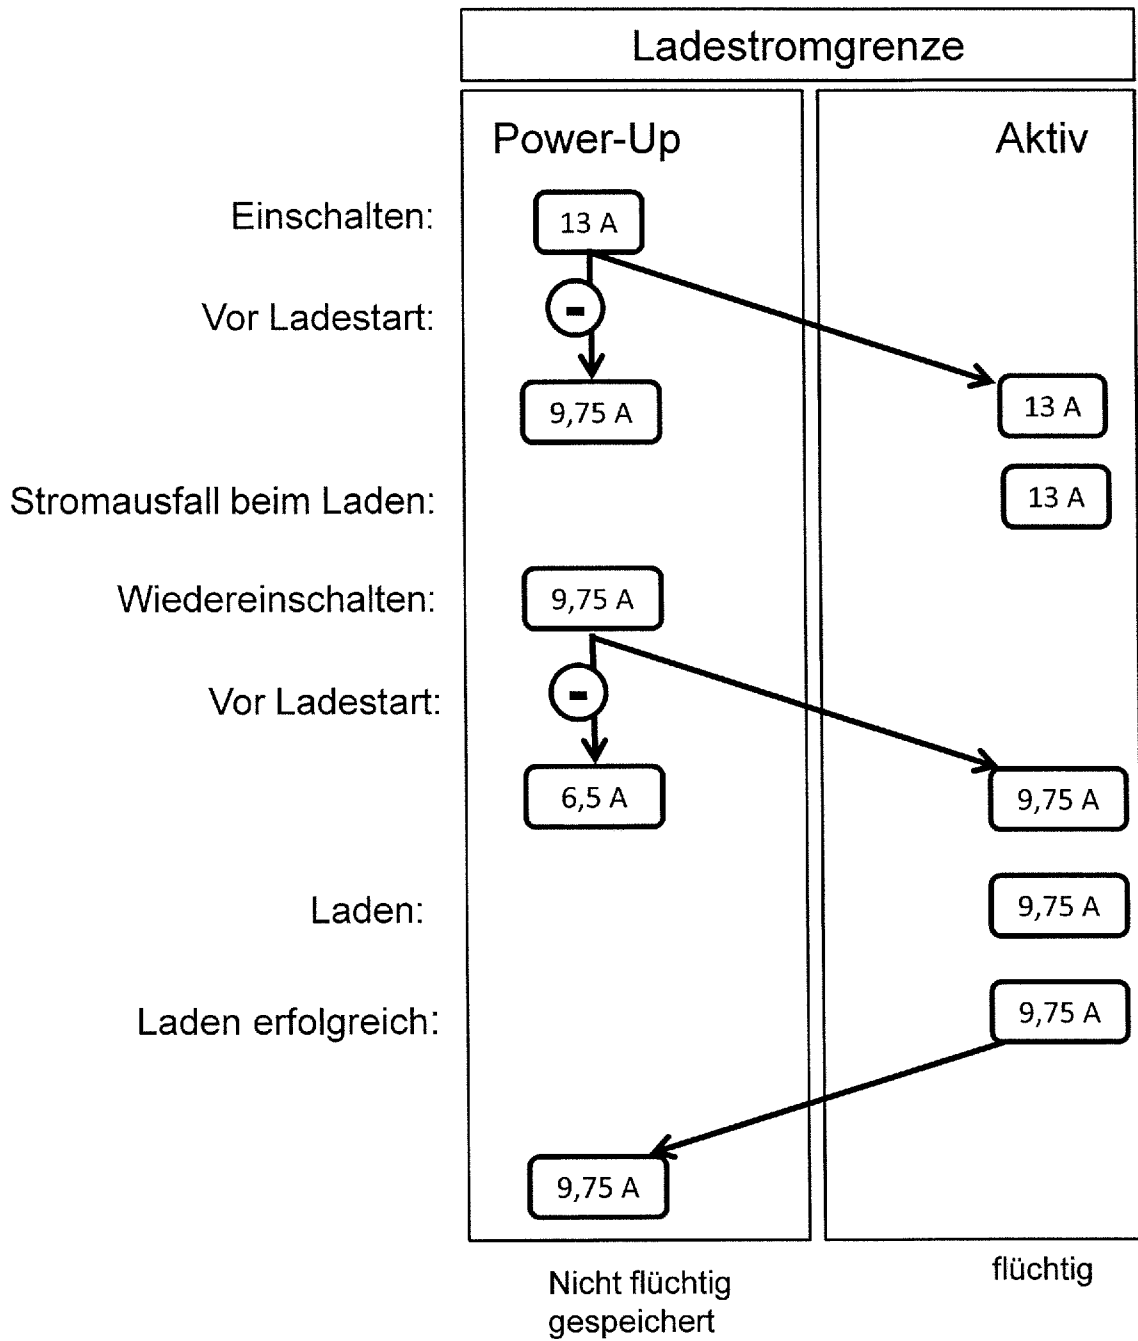 Ladestromgrenze
Power-Up
Aktiv
Einschalten:
13 A
Vor Ladestart:
-
9,75 A
13 A
Stromausfall beim Laden:
13 A
Wiedereinschalten:
9,75 A
Vor Ladestart:
-
6,5 A
9,75 A
Laden:
9,75 A
Laden erfolgreich:
9,75 A
9,75 A
Nicht flüchtig
gespeichert
flüchtig